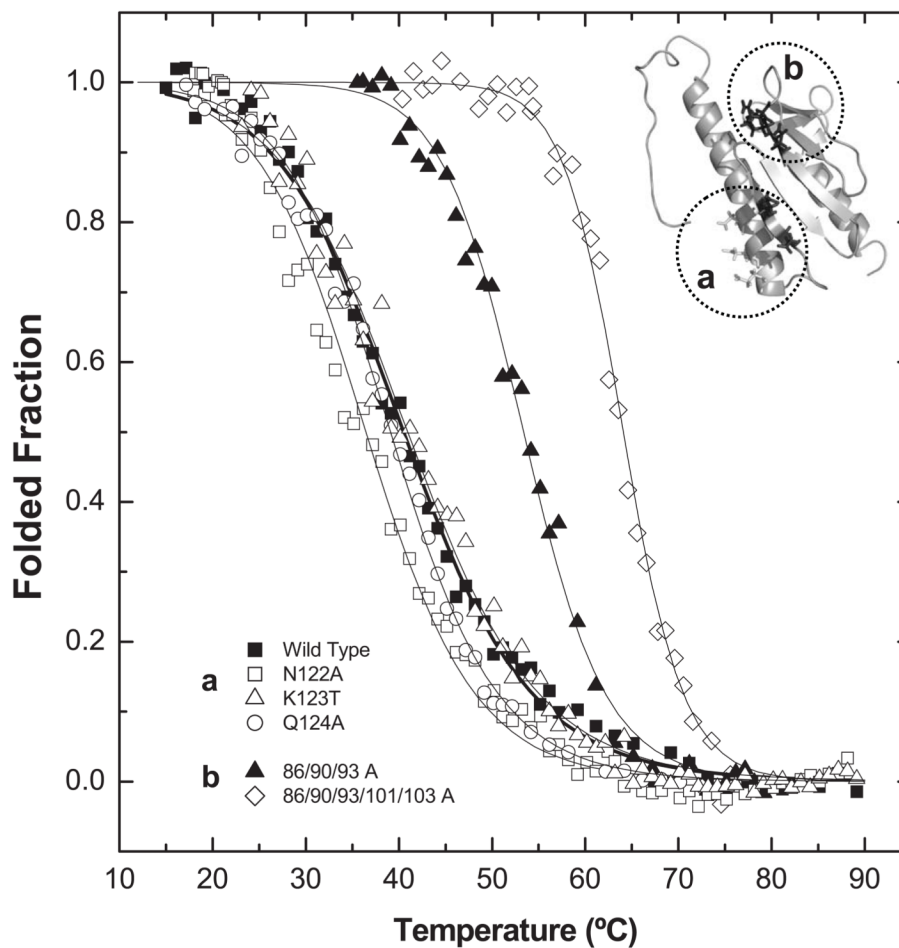 b
a
1.0
0.8
0.6
0.4
0.2
0.0
Folded Fraction
a
Wild Type
N122A
K123T
Q124A
b
86/90/93 A
86/90/93/101/103 A
10 20 30 40 50 60 70 80 90
Temperature (ºC)